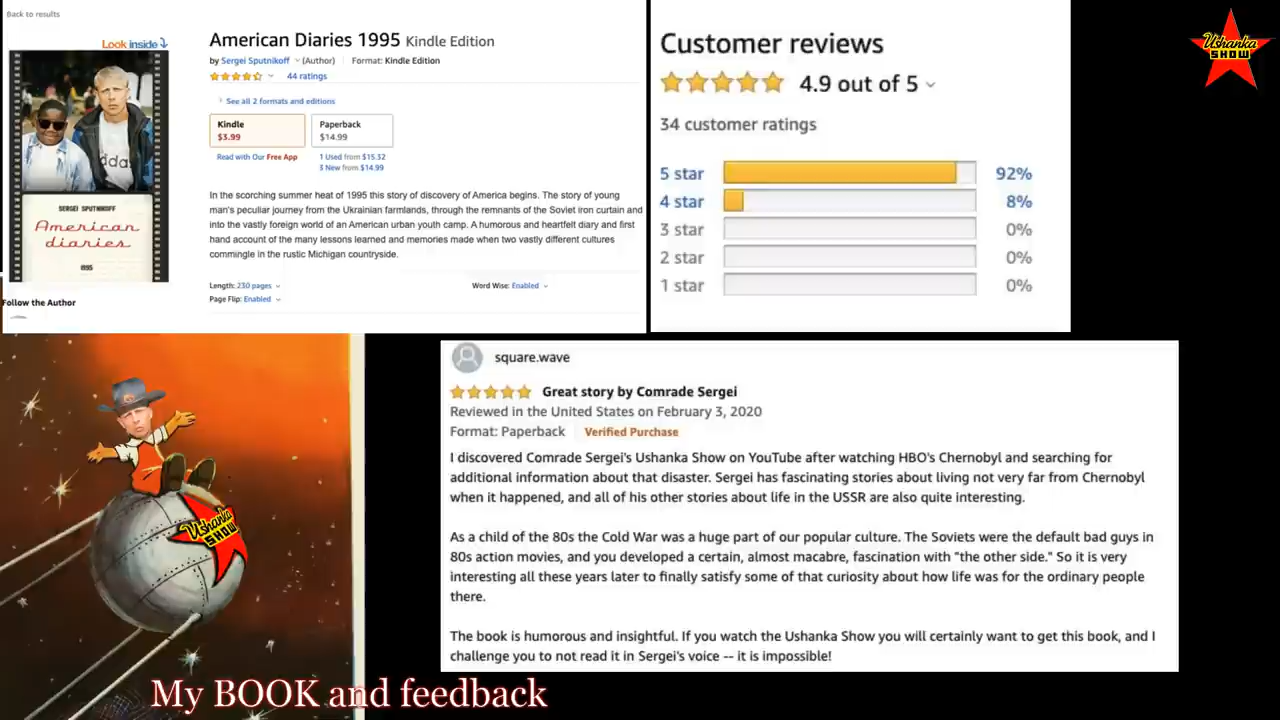 Back to results
Look inside
American Diaries 1995 Kindle Edition
by Sergei Sputnikoff (Author) Format: Kindle Edition
44 ratings
See all 2 formats and editions
Kindle
$3.99
Paperback
$14.99
Read with Our Free App
1 Used from $15.32
3 New from $14.99
In the scorching summer heat of 1995 this story of discovery of America begins. The story of young
man's peculiar journey from the Ukrainian farmlands, through the remnants of the Soviet iron curtain and
into the vastly foreign world of an American urban youth camp. A humorous and heartfelt diary and first
hand account of the many lessons learned and memories made when two vastly different cultures
commingle in the rustic Michigan countryside.
Length: 230 pages
Word Wise: Enabled
Page Flip: Enabled
SERGEI SPUTNIKOFF
American
diaries
1995
Follow the Author
Customer reviews
4.9 out of 5
34 customer ratings
5 star 92%
4 star 8%
3 star 0%
2 star 0%
1 star 0%
Ushanka
SHOW
square.wave
Great story by Comrade Sergei
Reviewed in the United States on February 3, 2020
Format: Paperback Verified Purchase
I discovered Comrade Sergei's Ushanka Show on YouTube after watching HBO's Chernobyl and searching for
additional information about that disaster. Sergei has fascinating stories about living not very far from Chernobyl
when it happened, and all of his other stories about life in the USSR are also quite interesting.
As a child of the 80s the Cold War was a huge part of our popular culture. The Soviets were the default bad guys in
80s action movies, and you developed a certain, almost macabre, fascination with "the other side." So it is very
interesting all these years later to finally satisfy some of that curiosity about how life was for the ordinary people
there.
The book is humorous and insightful. If you watch the Ushanka Show you will certainly want to get this book, and I
challenge you to not read it in Sergei's voice -- it is impossible!
Ushanka
SHOW
My BOOK and feedback